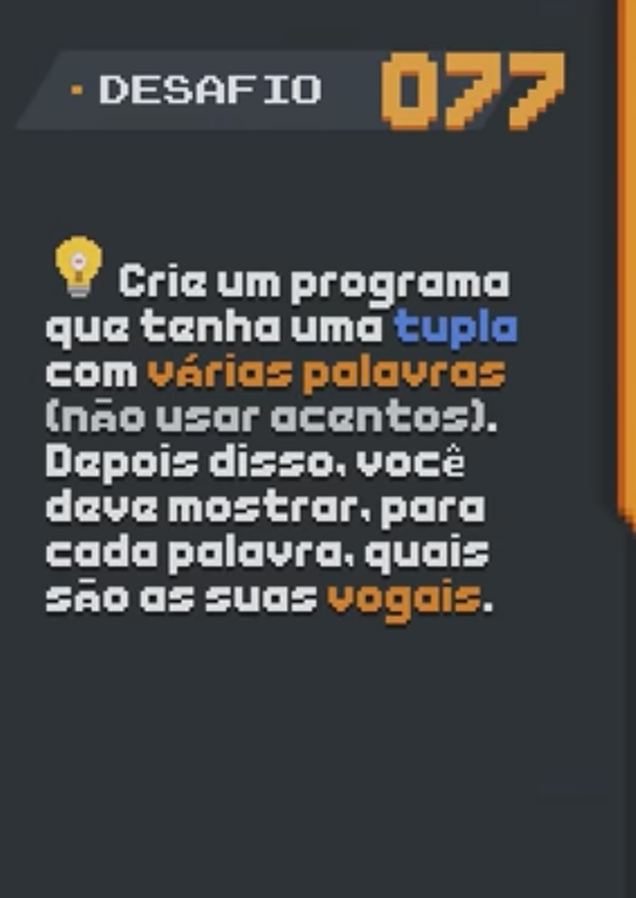 DESAFIO 077
Crie um programa
que tenha uma tupla
com várias palavras
(não usar acentos).
Depois disso, você
deve mostrar, para
cada palavra, quais
são as suas vogais.